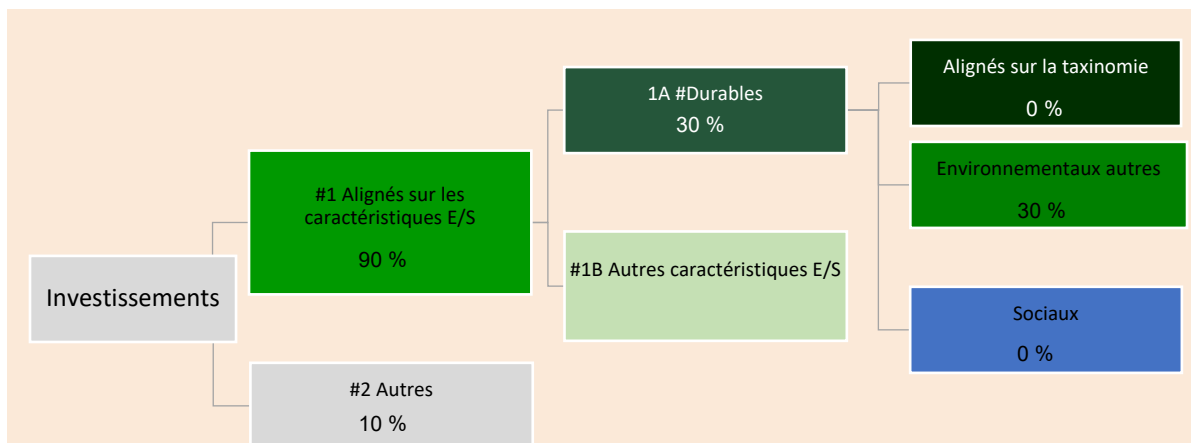 Investissements
#1 Alignés sur les
caractéristiques E/S
90 %
#2 Autres
10 %
1A #Durables
30 %
#1B Autres caractéristiques E/S
Alignés sur la taxinomie
0 %
Environnementaux autres
30 %
Sociaux
0 %